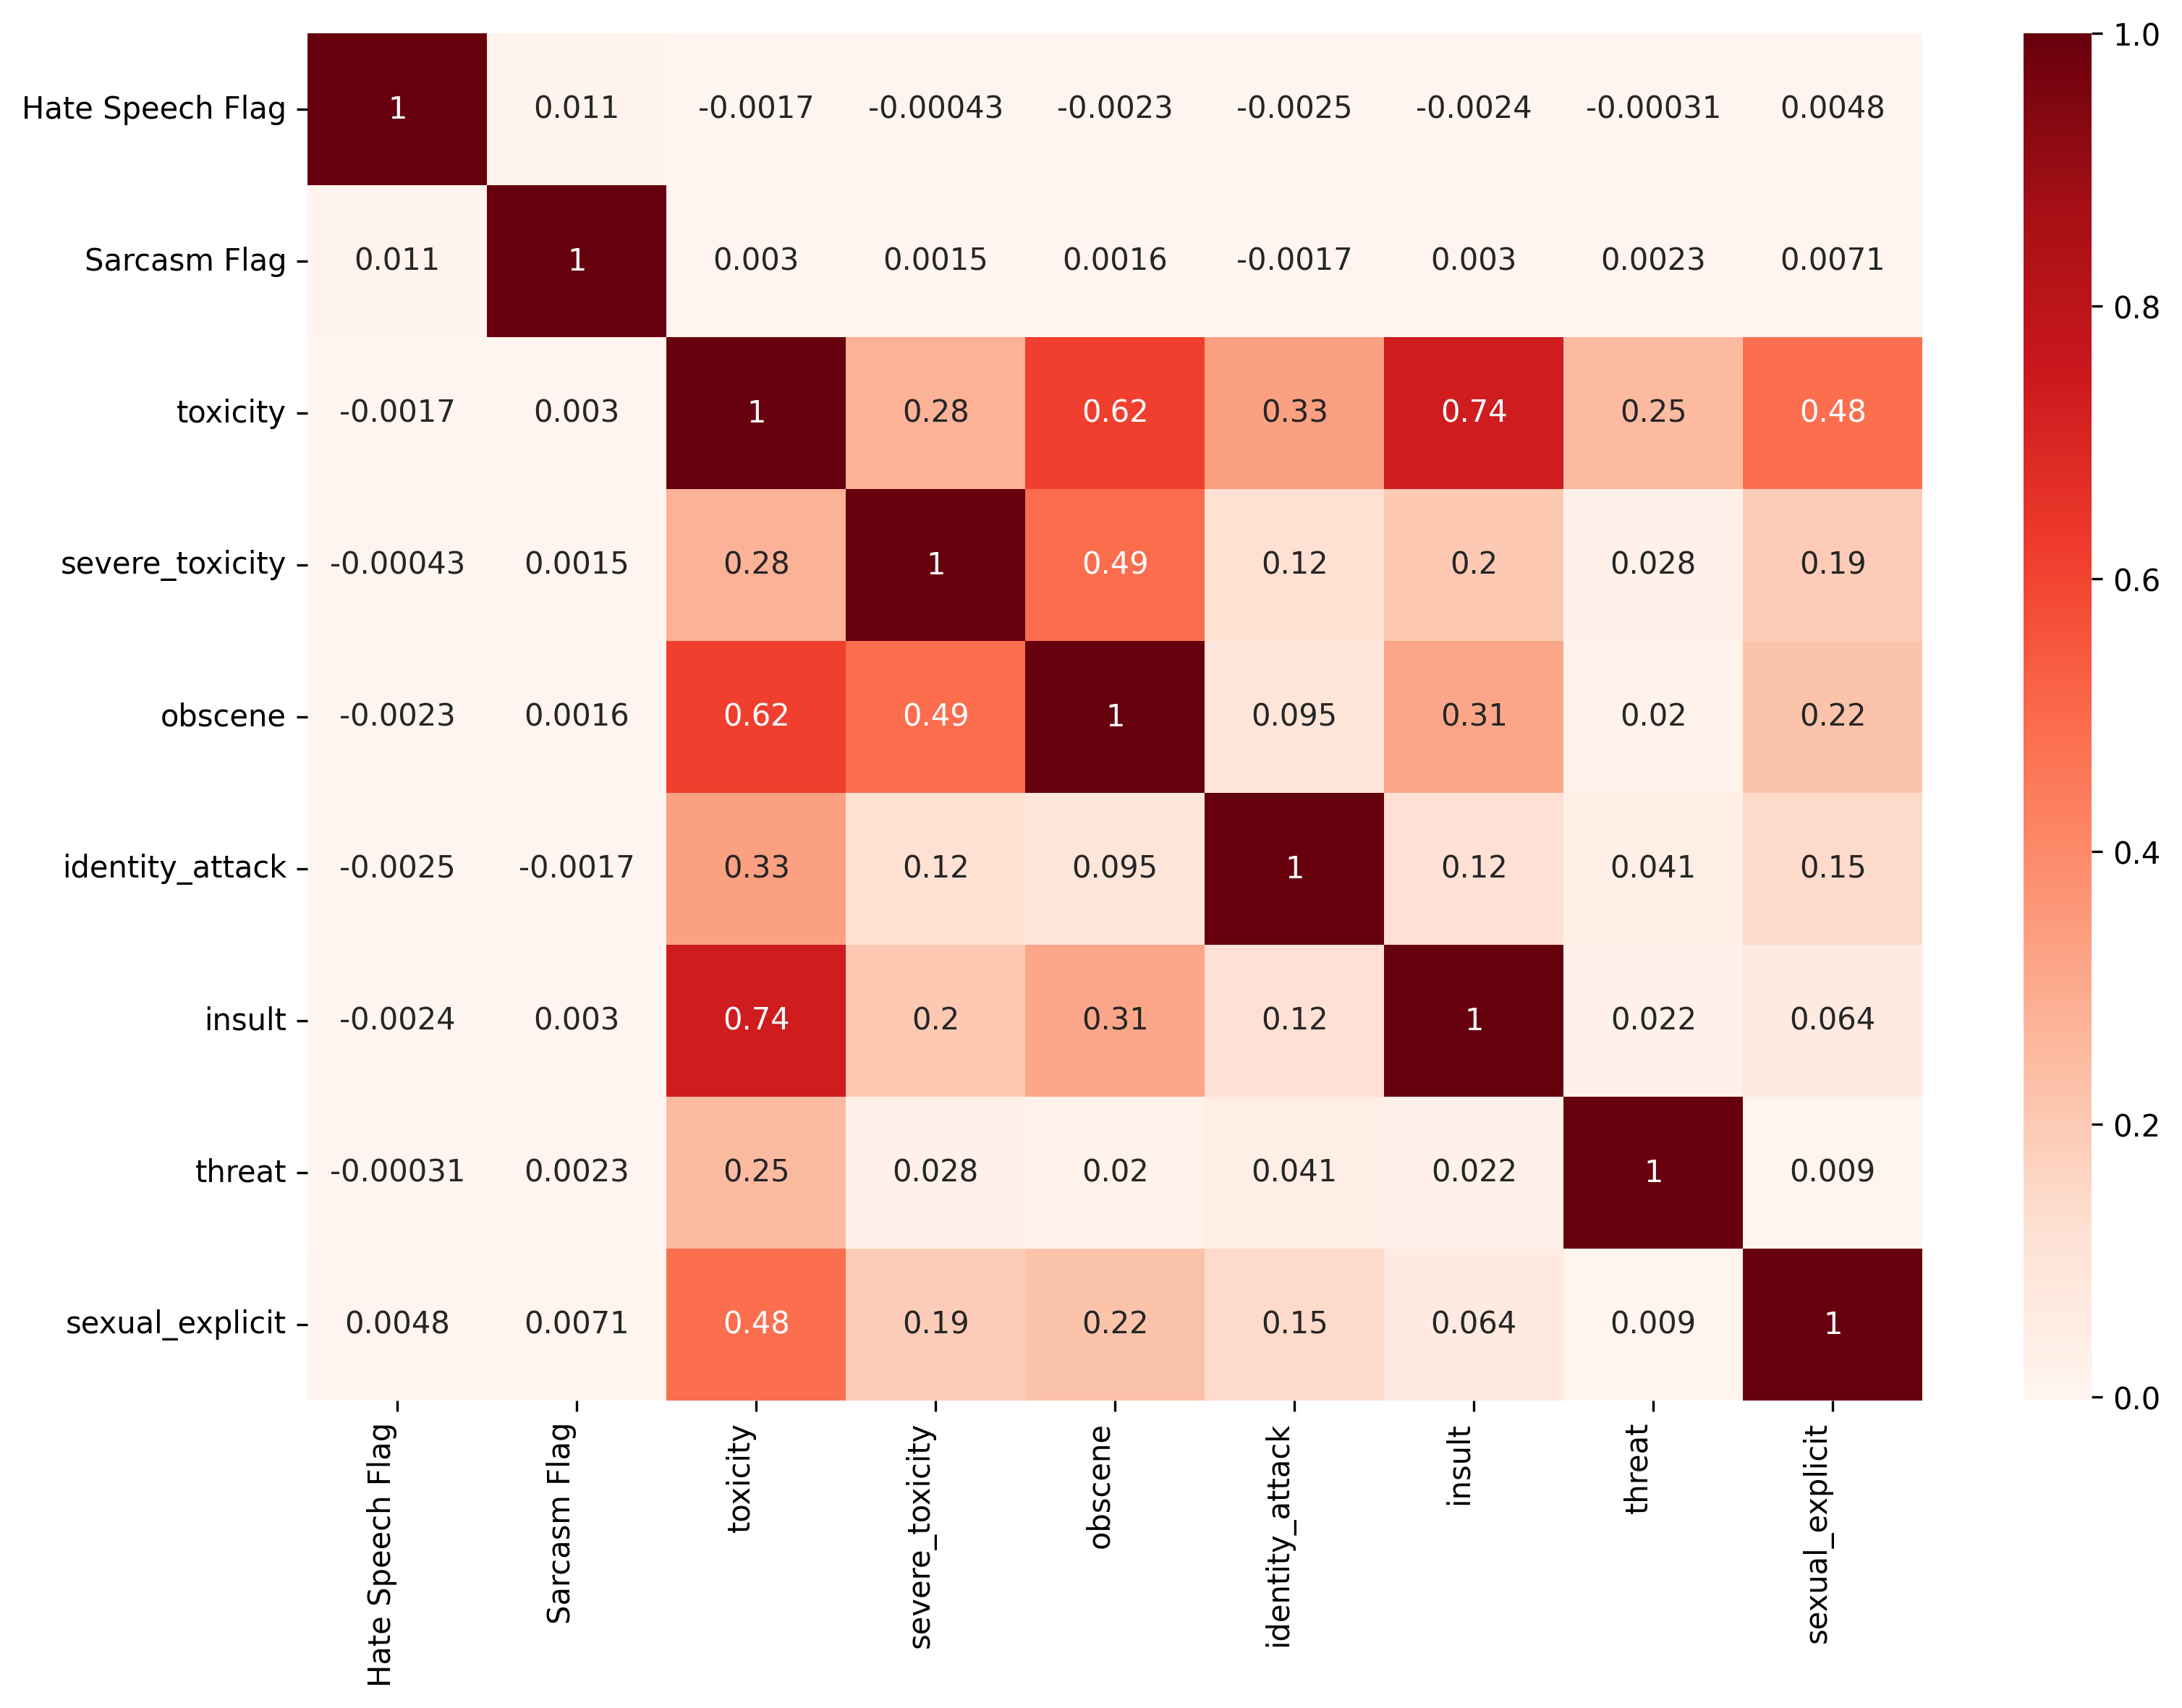 Hate Speech Flag 1 0.011 -0.0017 -0.00043 -0.0023 -0.0025 -0.0024 -0.00031 0.0048
Sarcasm Flag 0.011 1 0.003 0.0015 0.0016 -0.0017 0.003 0.0023 0.0071
toxicity -0.0017 0.003 1 0.28 0.62 0.33 0.74 0.25 0.48
severe_toxicity -0.00043 0.0015 0.28 1 0.49 0.12 0.2 0.028 0.19
obscene -0.0023 0.0016 0.62 0.49 1 0.095 0.31 0.02 0.22
identity_attack -0.0025 -0.0017 0.33 0.12 0.095 1 0.12 0.041 0.15
insult -0.0024 0.003 0.74 0.2 0.31 0.12 1 0.022 0.064
threat -0.00031 0.0023 0.25 0.028 0.02 0.041 0.022 1 0.009
sexual_explicit 0.0048 0.0071 0.48 0.19 0.22 0.15 0.064 0.009 1
Hate Speech Flag
Sarcasm Flag
toxicity
severe_toxicity
obscene
identity_attack
insult
threat
sexual_explicit
1.0
0.8
0.6
0.4
0.2
0.0